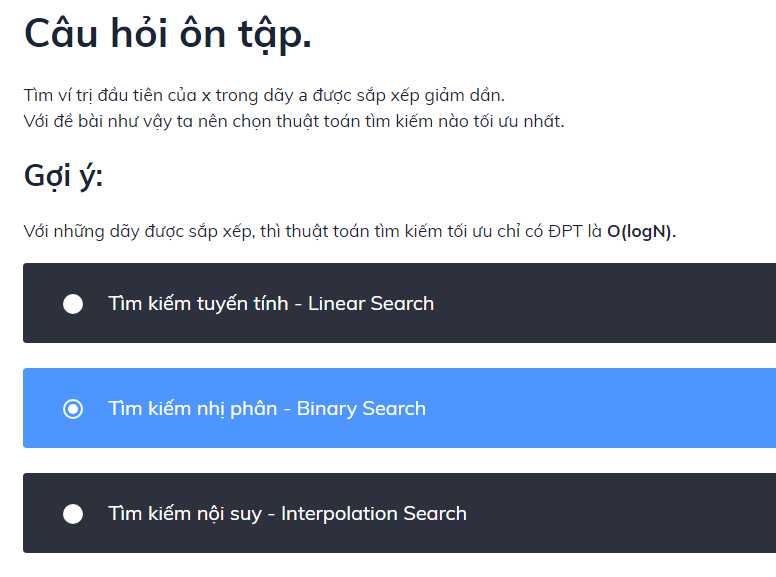 Câu hỏi ôn tập.
Tìm ví trị đầu tiên của x trong dãy a được sắp xếp giảm dần.
Với đề bài như vậy ta nên chọn thuật toán tìm kiếm nào tối ưu nhất.
Gợi ý:
Với những dãy được sắp xếp, thì thuật toán tìm kiếm tối ưu chỉ có ĐPT là O(logN).
Tìm kiếm tuyến tính - Linear Search
Tìm kiếm nhị phân - Binary Search
Tìm kiếm nội suy - Interpolation Search